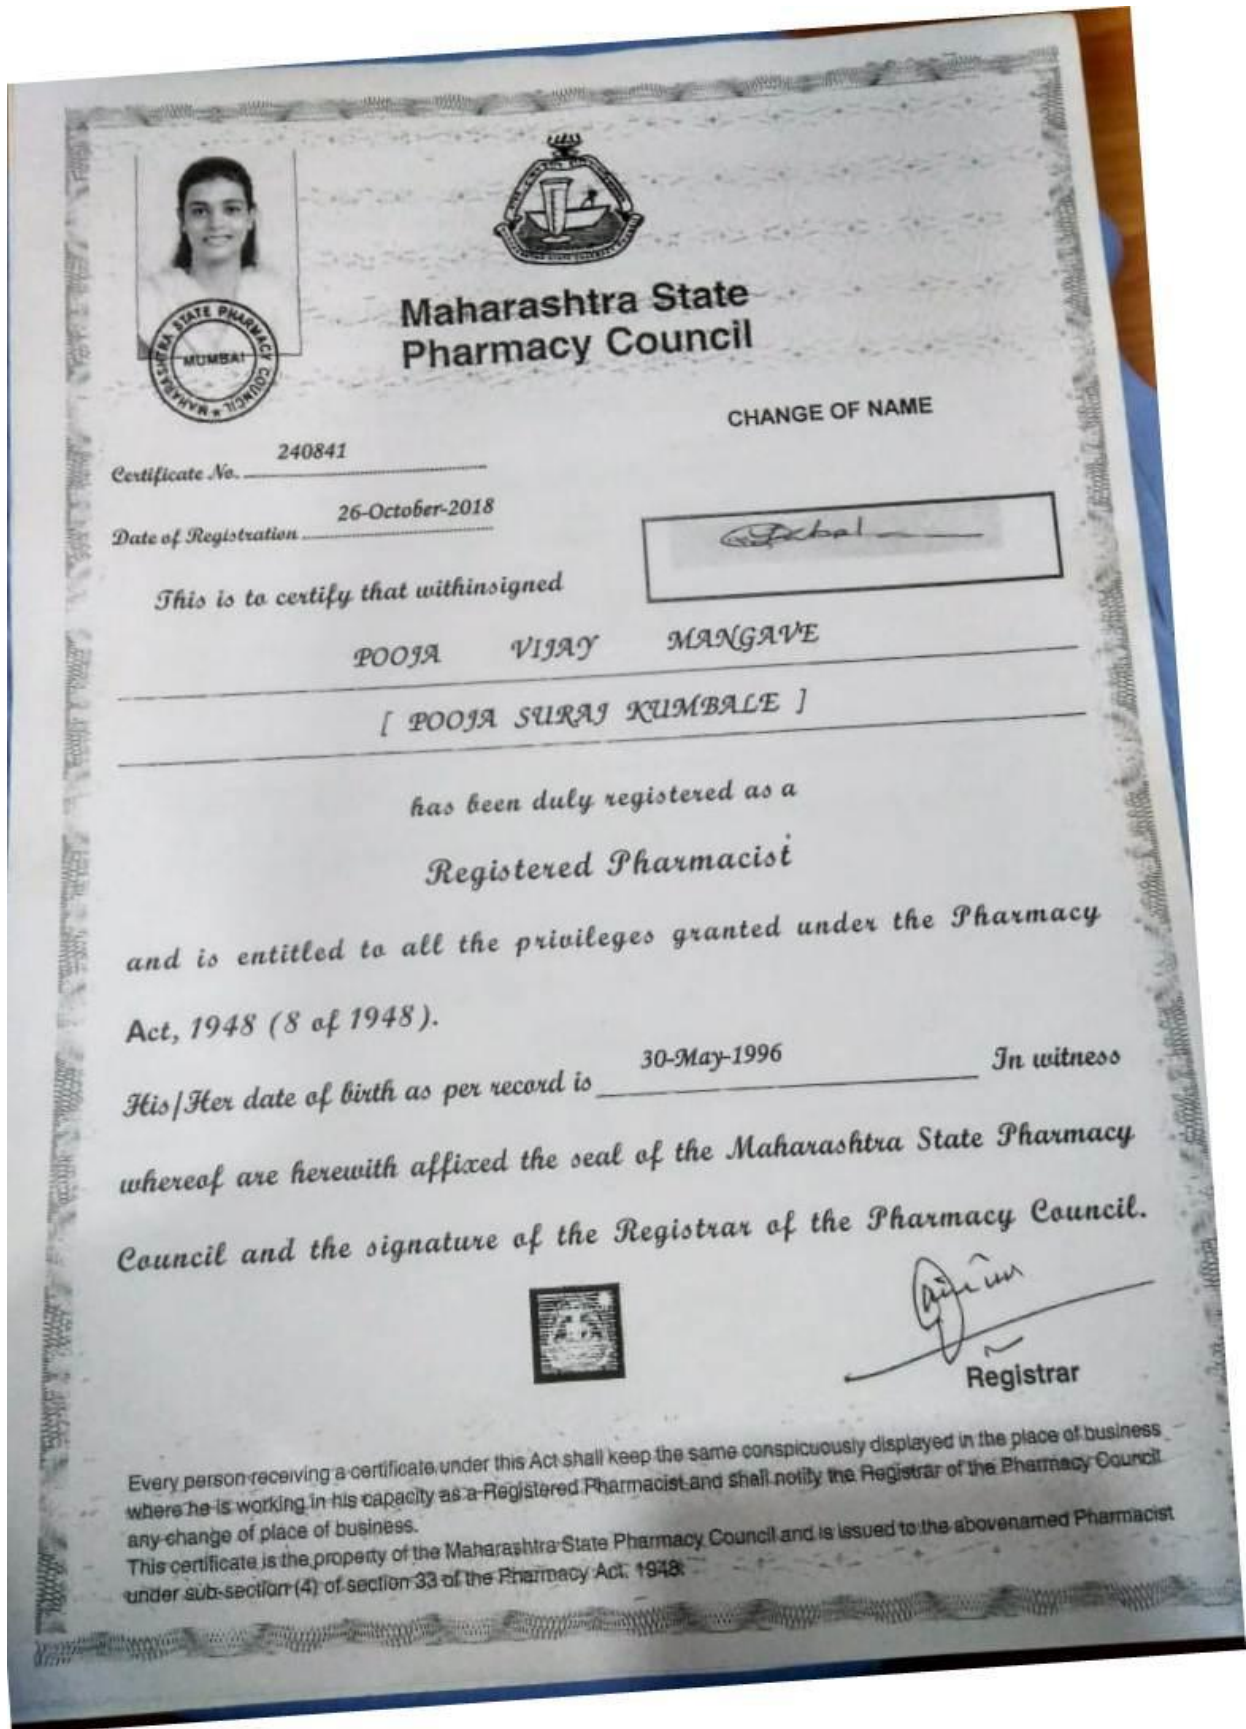 Maharashtra State
Pharmacy Council
MAHARASHTRA STATE PHARMACY COUNCIL
MUMBAI
CHANGE OF NAME
Certificate No. 240841
Date of Registration 26-October-2018
This is to certify that withinsigned
POOJA VIJAY MANGAVE
[ POOJA SURAJ KUMBALE ]
has been duly registered as a
Registered Pharmacist
and is entitled to all the privileges granted under the Pharmacy
Act, 1948 (8 of 1948).
His/Her date of birth as per record is 30-May-1996 In witness
whereof are herewith affixed the seal of the Maharashtra State Pharmacy
Council and the signature of the Registrar of the Pharmacy Council.
Registrar
Every person receiving a certificate under this Act shall keep the same conspicuously displayed in the place of business
where he is working in his capacity as a Registered Pharmacist and shall notify the Registrar of the Pharmacy Council
any change of place of business.
This certificate is the property of the Maharashtra State Pharmacy Council and is issued to the abovenamed Pharmacist
under sub-section (4) of section 33 of the Pharmacy Act, 1948.